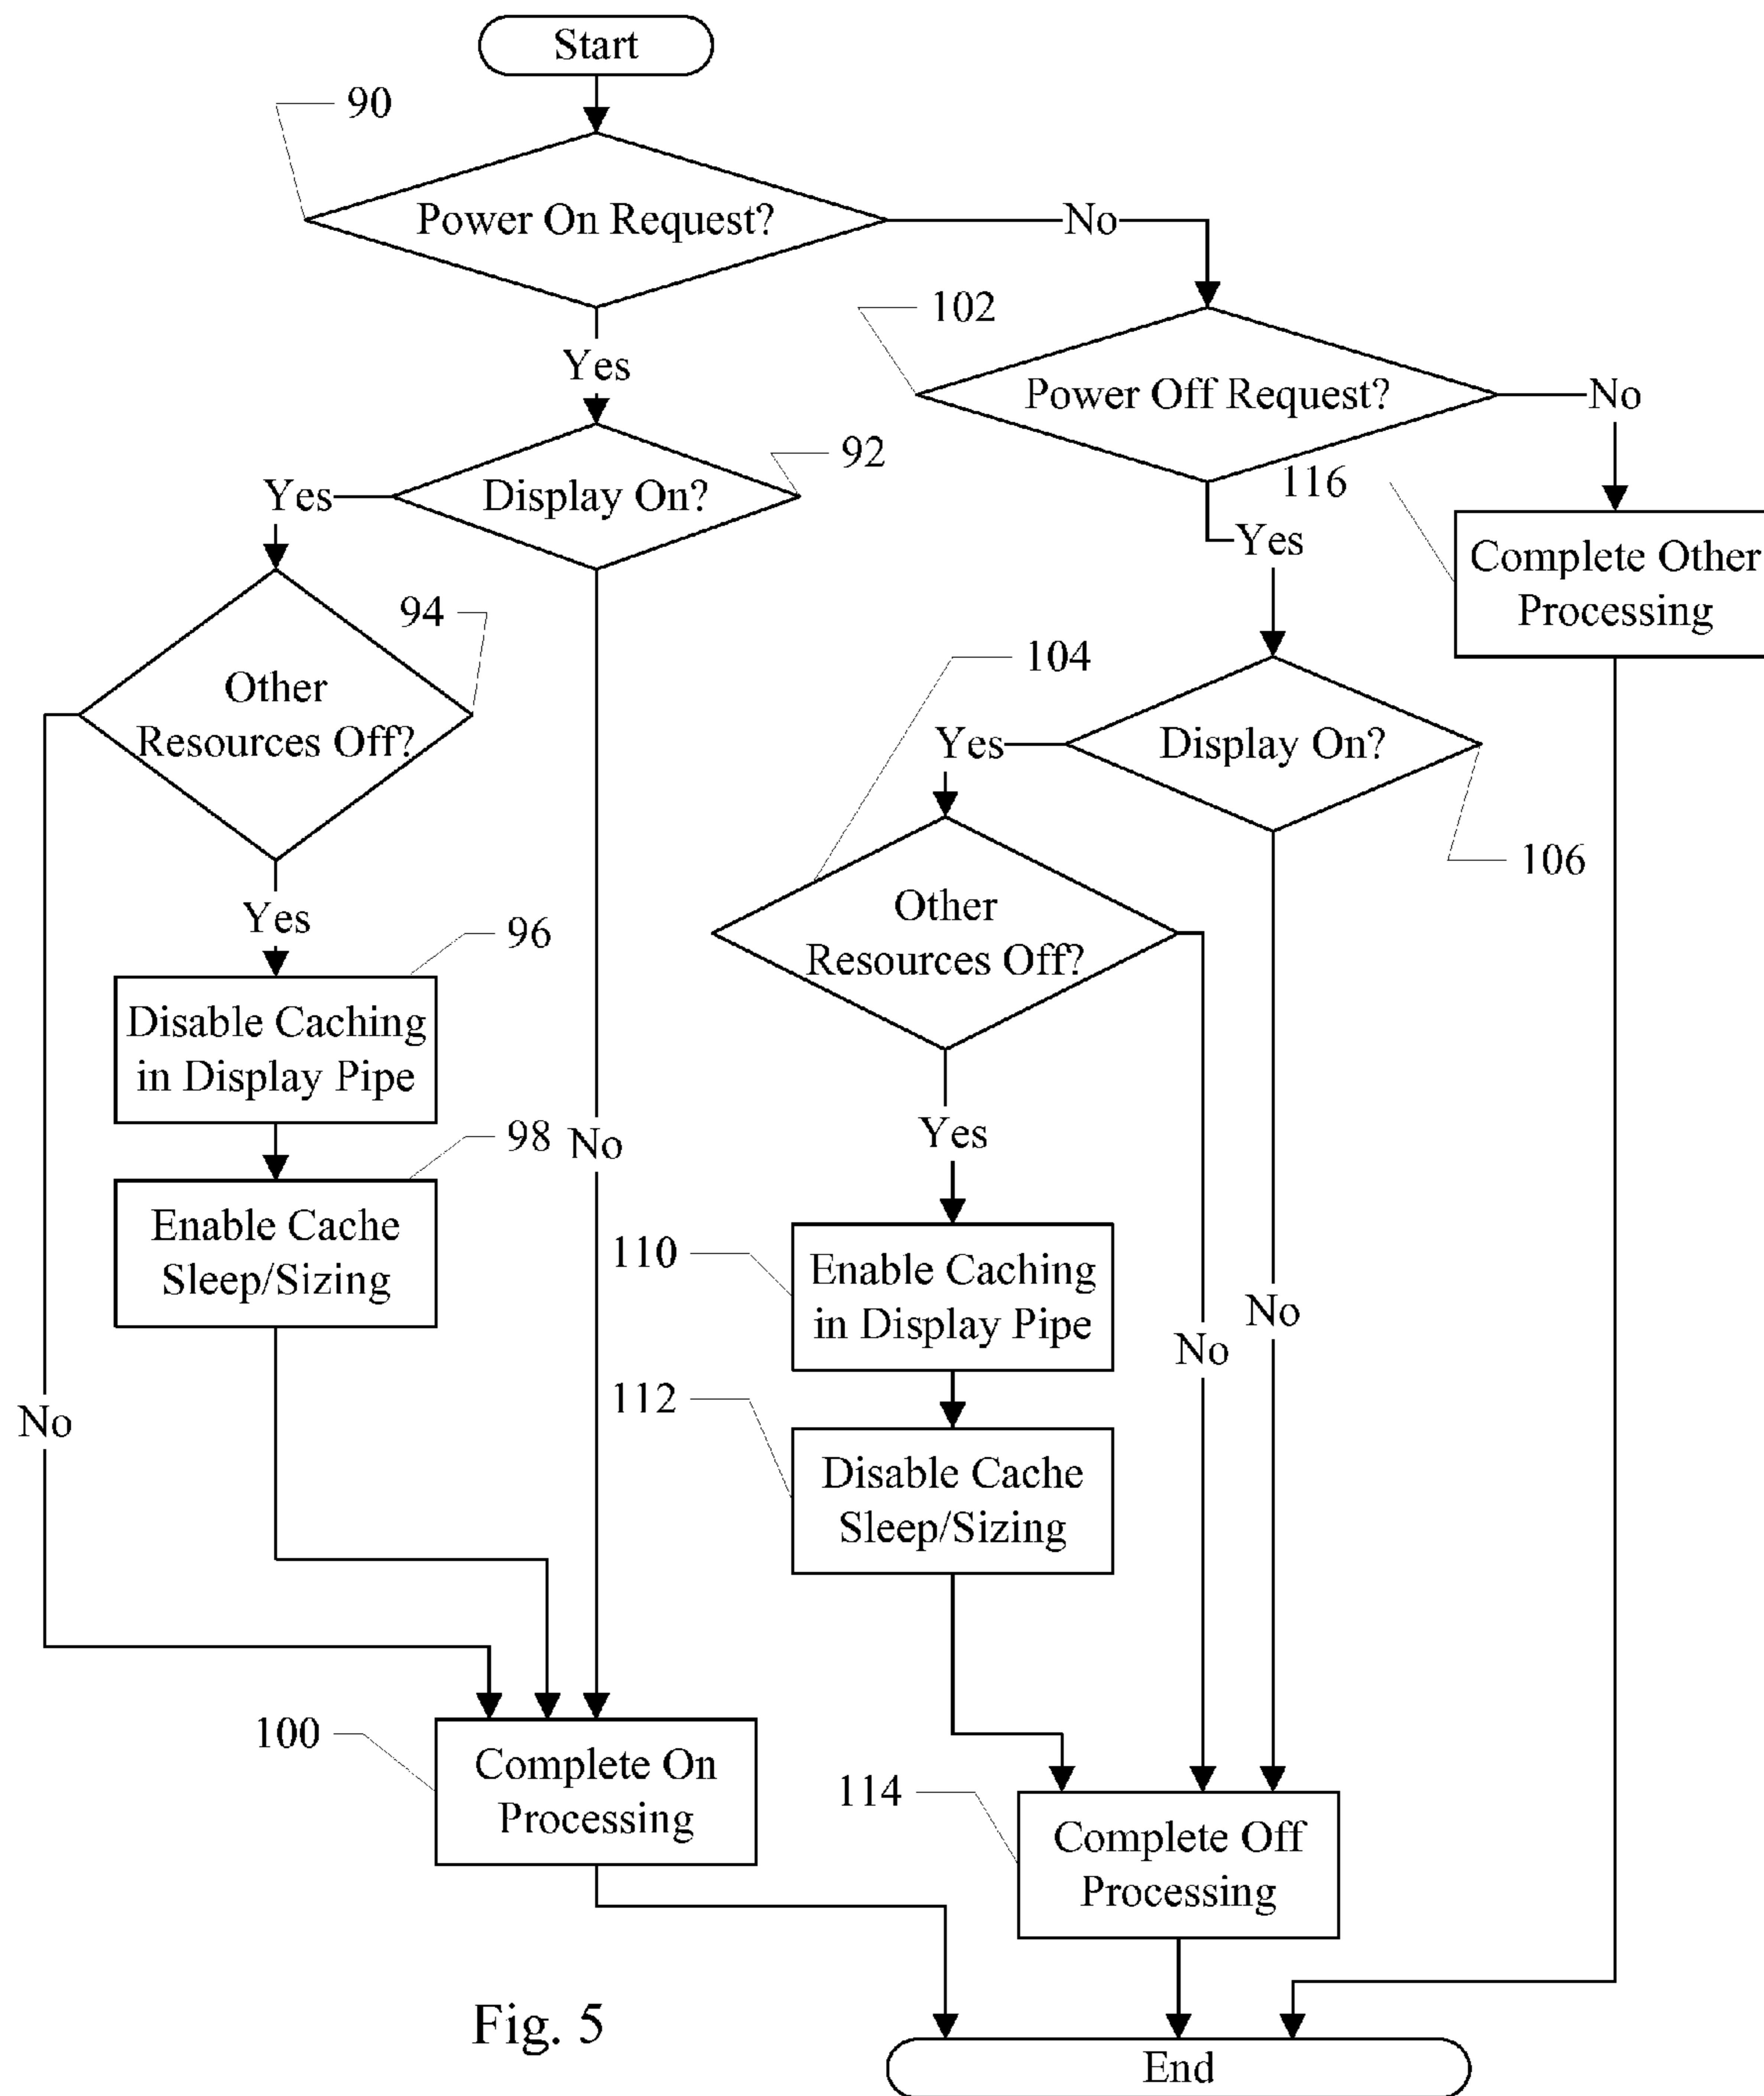 Start
90
Power On Request?
No
102
Yes
Power Off Request?
No
92
Yes
Display On?
116
Yes
Complete Other
Processing
94
Other
Resources Off?
104
Yes
Display On?
106
Other
Resources Off?
Yes
96
Disable Caching
in Display Pipe
98
No
Yes
Enable Cache
Sleep/Sizing
110
Enable Caching
in Display Pipe
No
No
112
No
Disable Cache
Sleep/Sizing
100
Complete On
Processing
114
Complete Off
Processing
Fig. 5
End